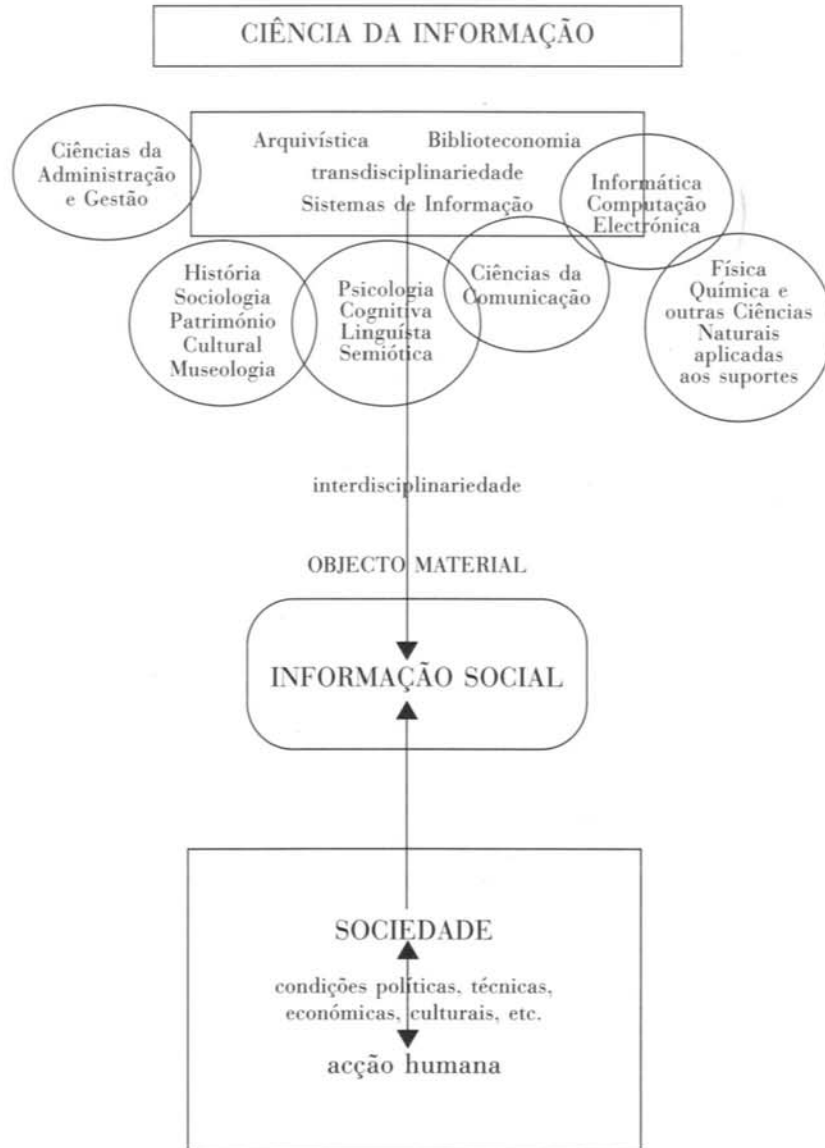 CIÊNCIA DA INFORMAÇÃO
Arquivística
Biblioteconomia
transdisciplinariedade
Sistemas de Informação
Ciências da
Administração
e Gestão
Informática
Computação
Electrónica
História
Sociologia
Património
Cultural
Museologia
Psicologia
Cognitiva
Linguísta
Semiótica
Ciências da
Comunicação
Física
Química e
outras Ciências
Naturais
aplicadas
aos suportes
interdisciplinariedade
OBJECTO MATERIAL
INFORMAÇÃO SOCIAL
SOCIEDADE
condições políticas, técnicas,
económicas, culturais, etc.
acção humana